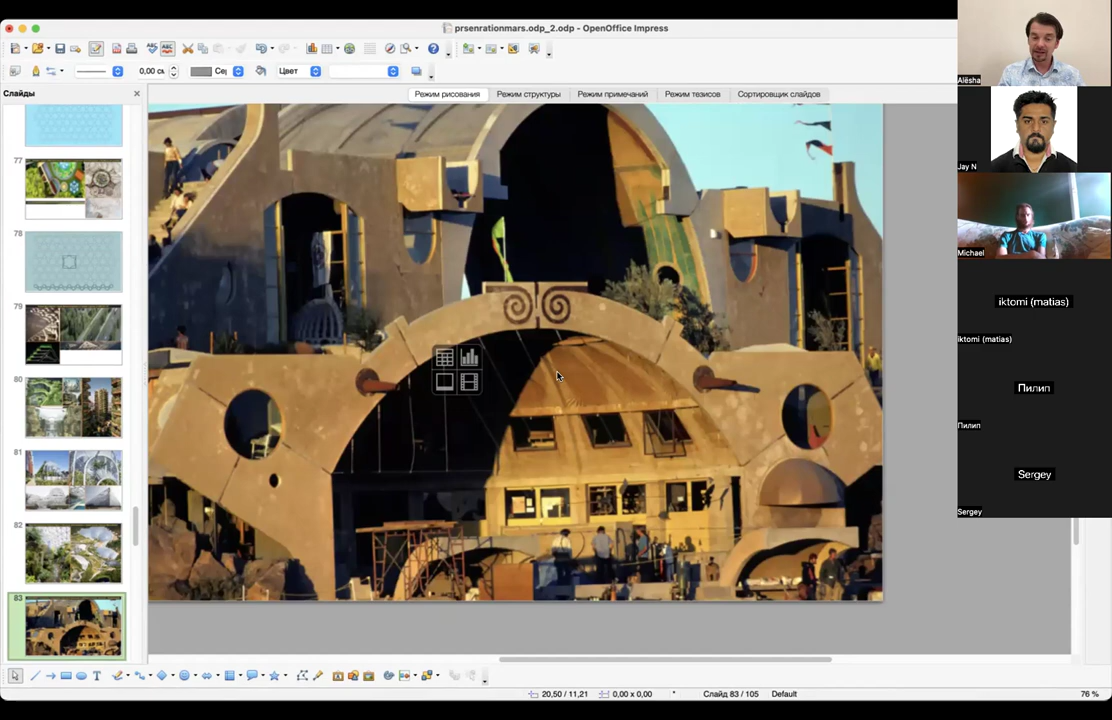 prsenrationmars.odp_2.odp - OpenOffice Impress
0,00 см
Сер
Цвет
Слайды
Режим рисования
Режим структуры
Режим примечаний
Режим тезисов
Сортировщик слайдов
77
78
79
80
81
82
83
20,50 / 11,21
0,00 x 0,00
*
Слайд 83 / 105
Default
76 %
Alësha
Jay N
Michael
iktomi (matias)
iktomi (matias)
Пилип
Пилип
Sergey
Sergey